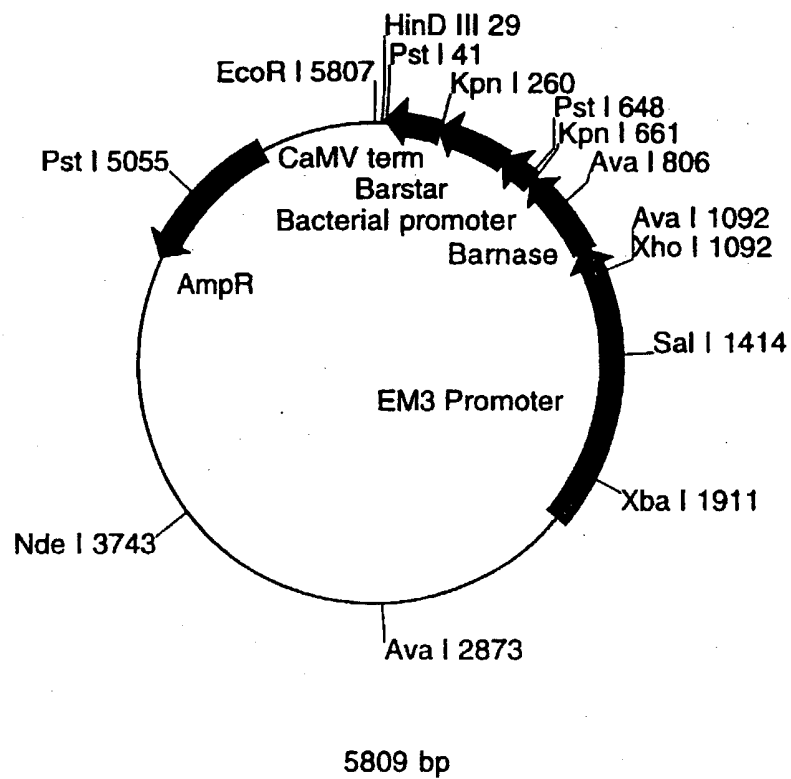 HinD III 29
Pst I 41
EcoR I 5807
Kpn I 260
Pst I 648
Kpn I 661
Ava I 806
Pst I 5055
CaMV term
Barstar
Bacterial promoter
Ava I 1092
Barnase
Xho I 1092
AmpR
Sal I 1414
EM3 Promoter
Xba I 1911
Nde I 3743
Ava I 2873
5809 bp